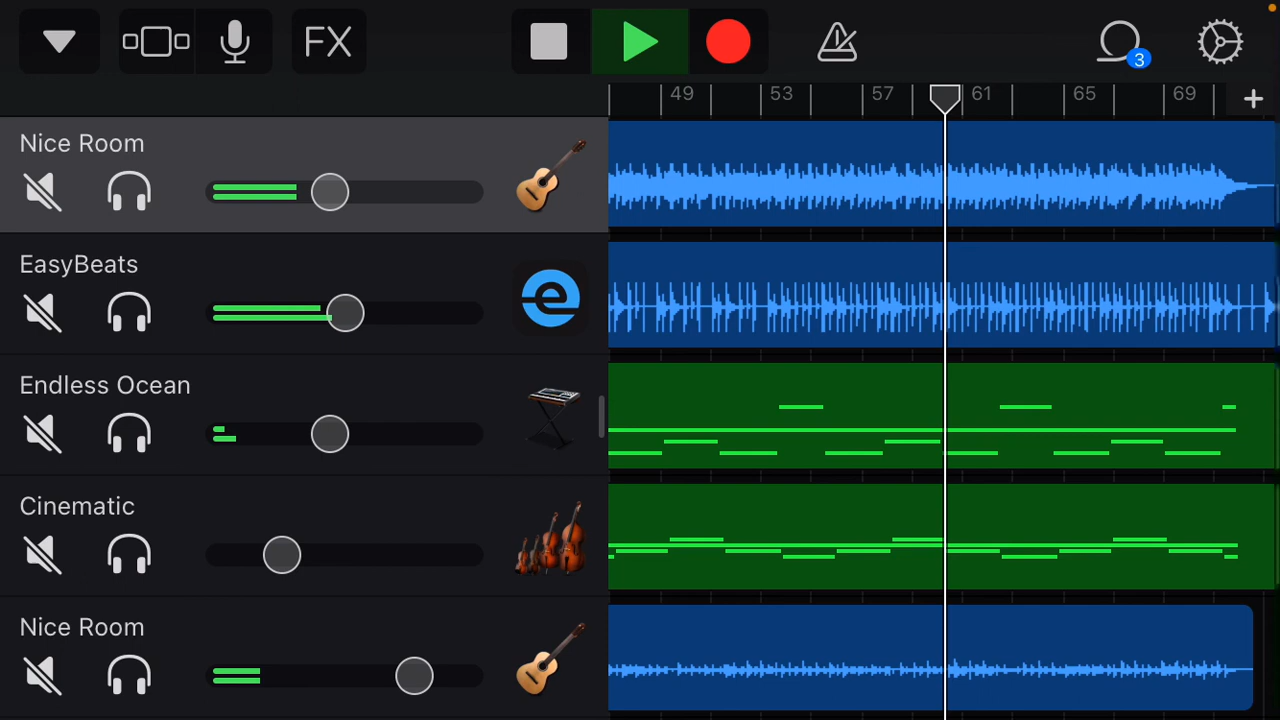 FX
3
49 53 57 61 65 69
Nice Room
EasyBeats
Endless Ocean
Cinematic
Nice Room